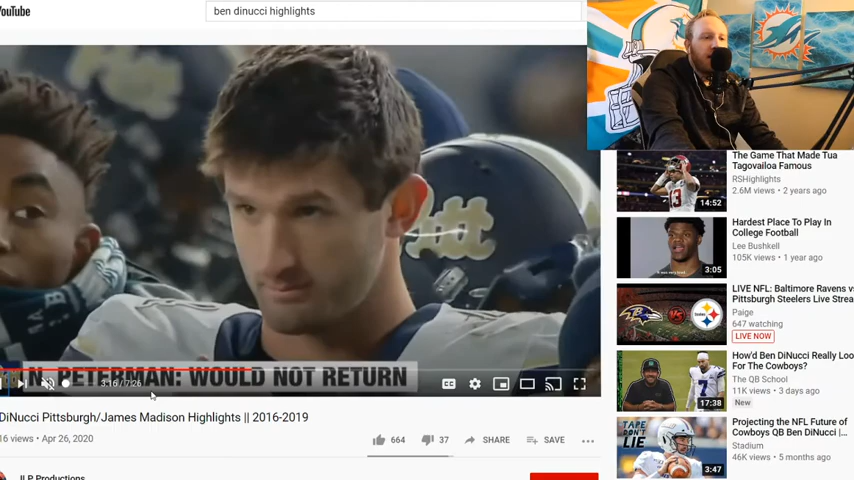 YouTube
ben dinucci highlights
Pitt
N PETERMAN: WOULD NOT RETURN
3:16 / 7:26
CC
DiNucci Pittsburgh/James Madison Highlights || 2016-2019
16 views • Apr 26, 2020
664
37
SHARE
SAVE
JLP Productions
The Game That Made Tua
Tagovailoa Famous
RSHighlights
2.6M views • 2 years ago
14:52
Hardest Place To Play In
College Football
Lee Bushkell
105K views • 1 year ago
3:05
LIVE NFL: Baltimore Ravens vs
Pittsburgh Steelers Live Strea
Paige
647 watching
LIVE NOW
How'd Ben DiNucci Really Loo
For The Cowboys?
The QB School
11K views • 3 days ago
New
17:38
TAPE
DON'T
LIE
Projecting the NFL Future of
Cowboys QB Ben DiNucci |...
Stadium
46K views • 5 months ago
3:47